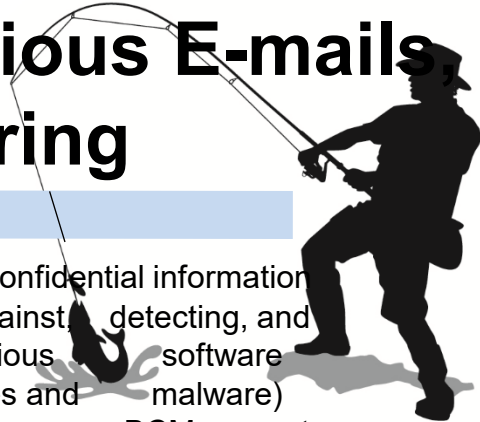 ious E-mails,
ring
onfidential information
ainst, detecting, and
ious software
s and malware)